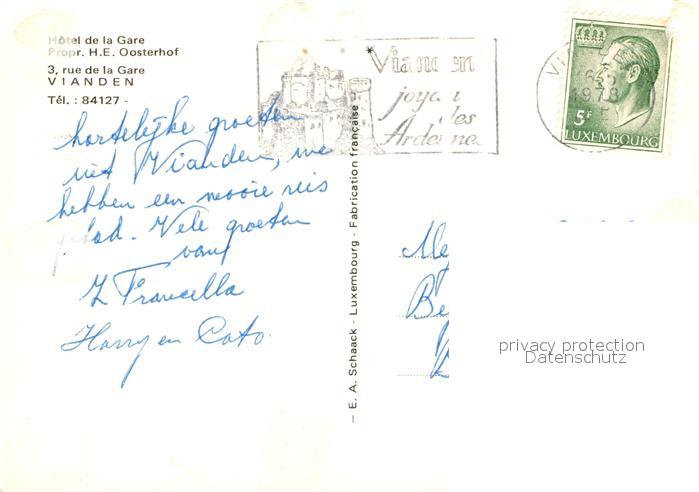 Hôtel de la Gare
Propr. H.E. Oosterhof
3, rue de la Gare
VIANDEN
Tél. : 84127 -
hartelijke groeten
uit Vianden, we
hebben een mooie reis
gehad. Vele groeten
van
Francella
Harry en Cato.
Vianden
joyau
des
Ardennes
— E. A. Schaack - Luxembourg - Fabrication française —
1978
5F
LUXEMBOURG
privacy protection
Datenschutz